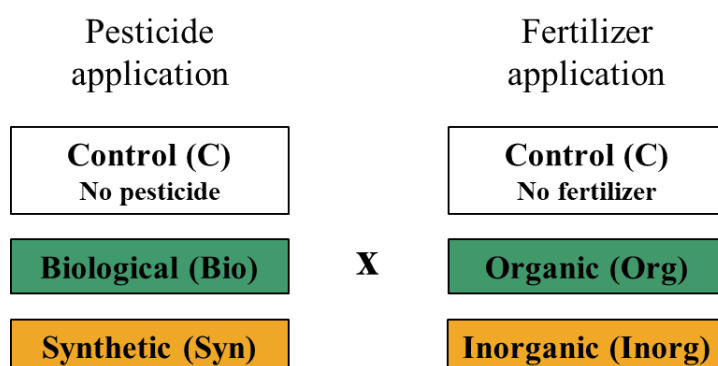 Pesticide
application
Control (C)
No pesticide
Biological (Bio)
Synthetic (Syn)
x
Fertilizer
application
Control (C)
No fertilizer
Organic (Org)
Inorganic (Inorg)